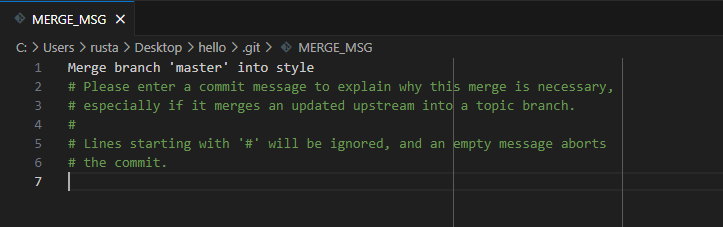 MERGE_MSG ×
C: > Users > rusta > Desktop > hello > .git > MERGE_MSG
1 Merge branch 'master' into style
2 # Please enter a commit message to explain why this merge is necessary,
3 # especially if it merges an updated upstream into a topic branch.
4 #
5 # Lines starting with '#' will be ignored, and an empty message aborts
6 # the commit.
7